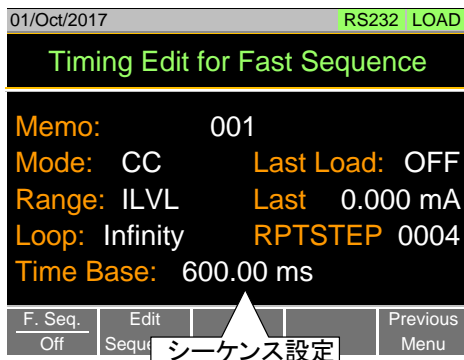 01/Oct/2017 RS232 LOAD
Timing Edit for Fast Sequence
Memo: 001
Mode: CC Last Load: OFF
Range: ILVL Last 0.000 mA
Loop: Infinity RPTSTEP 0004
Time Base: 600.00 ms
F. Seq. Edit Previous
Off Menu
シーケンス設定